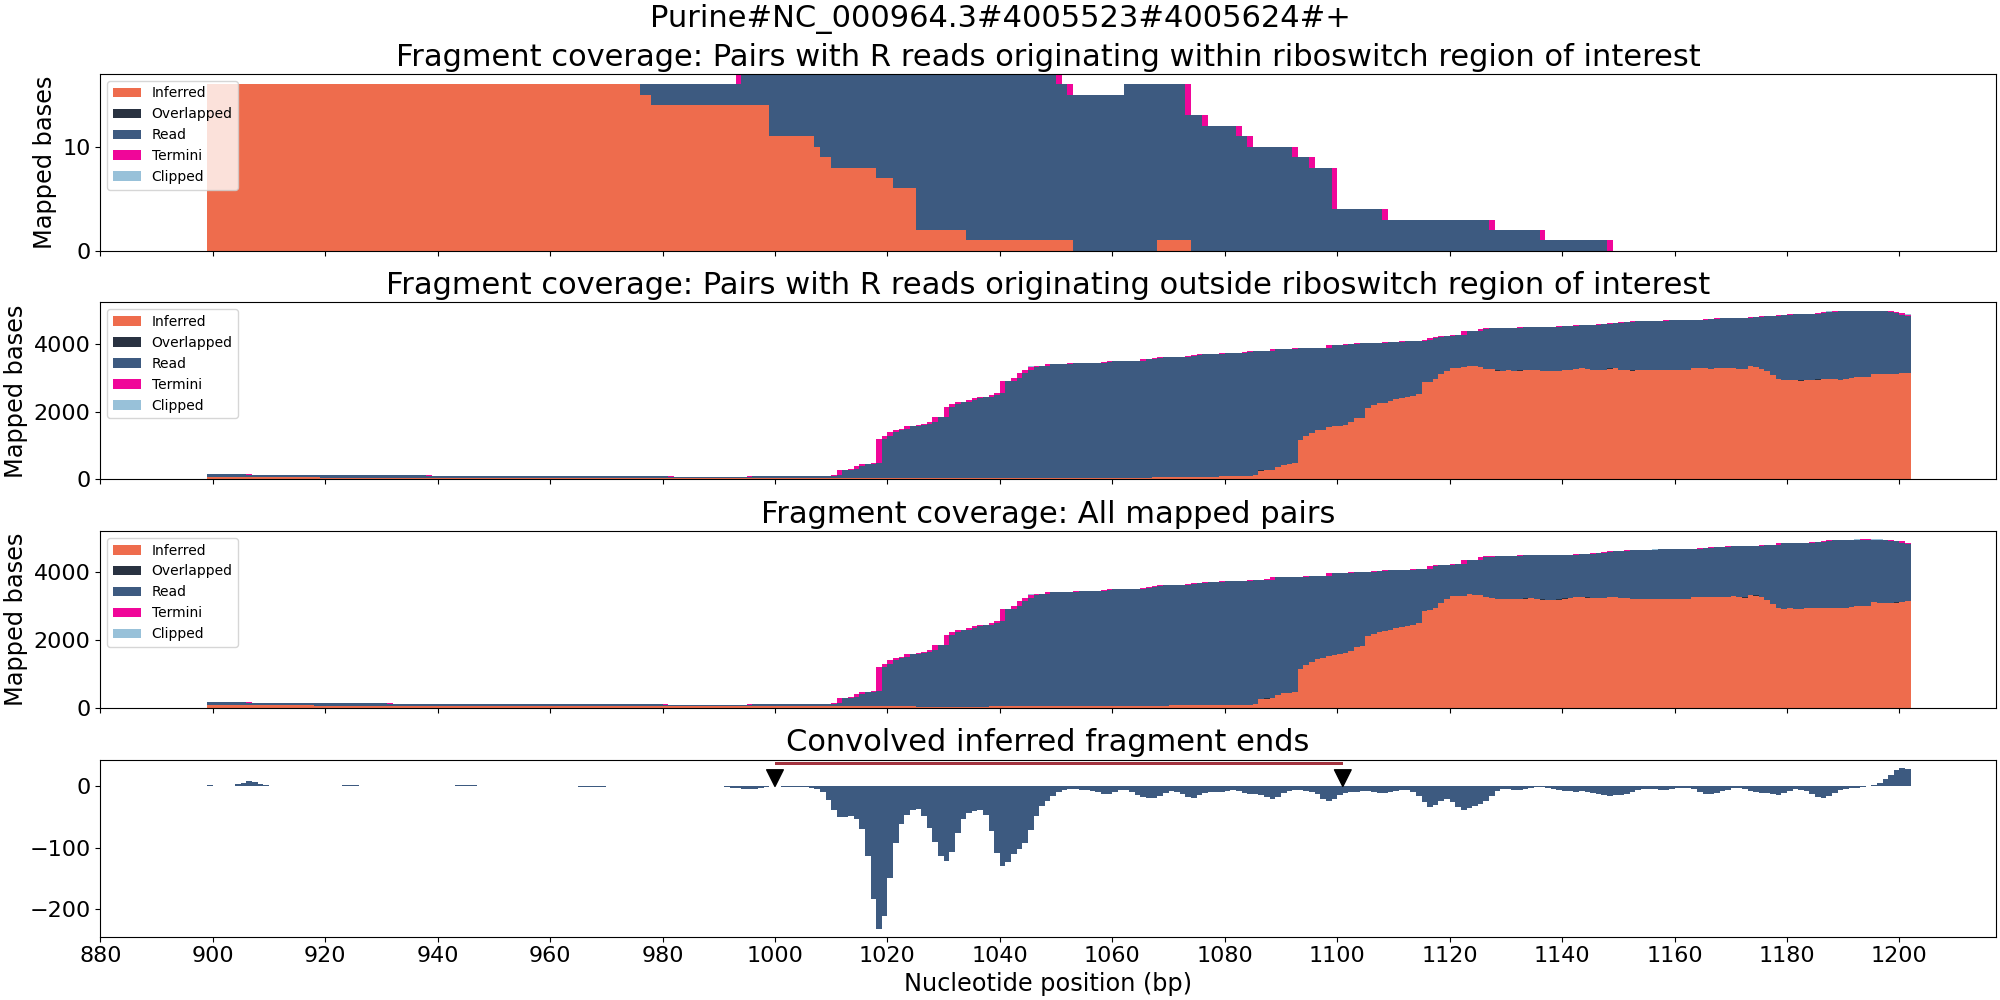 Purine#NC_000964.3#4005523#4005624#+
Fragment coverage: Pairs with R reads originating within riboswitch region of interest
Mapped bases
10
0
Inferred
Overlapped
Read
Termini
Clipped
Fragment coverage: Pairs with R reads originating outside riboswitch region of interest
Mapped bases
4000
2000
0
Inferred
Overlapped
Read
Termini
Clipped
Fragment coverage: All mapped pairs
Mapped bases
4000
2000
0
Inferred
Overlapped
Read
Termini
Clipped
Convolved inferred fragment ends
0
−100
−200
880 900 920 940 960 980 1000 1020 1040 1060 1080 1100 1120 1140 1160 1180 1200
Nucleotide position (bp)